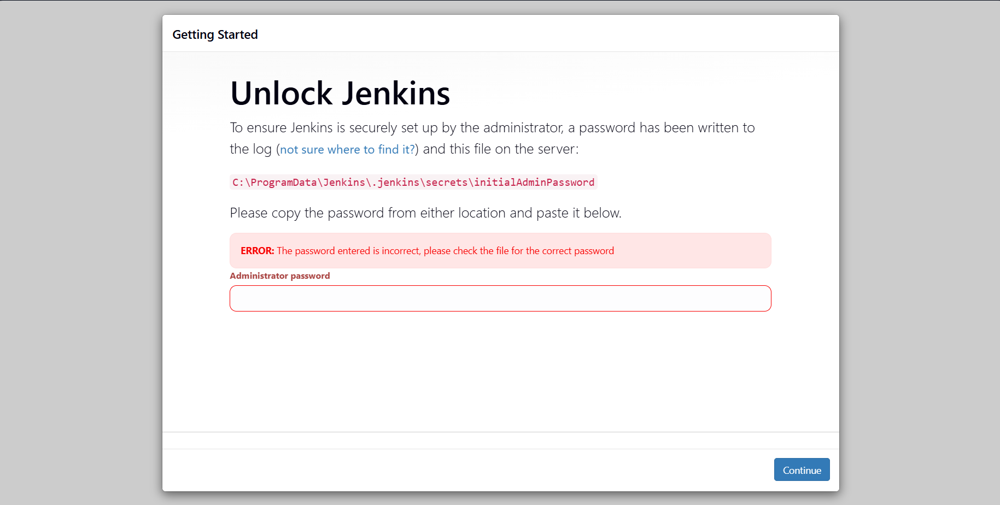 Getting Started
Unlock Jenkins
To ensure Jenkins is securely set up by the administrator, a password has been written to
the log (not sure where to find it?) and this file on the server:
C:\ProgramData\Jenkins\.jenkins\secrets\initialAdminPassword
Please copy the password from either location and paste it below.
ERROR: The password entered is incorrect, please check the file for the correct password
Administrator password
Continue